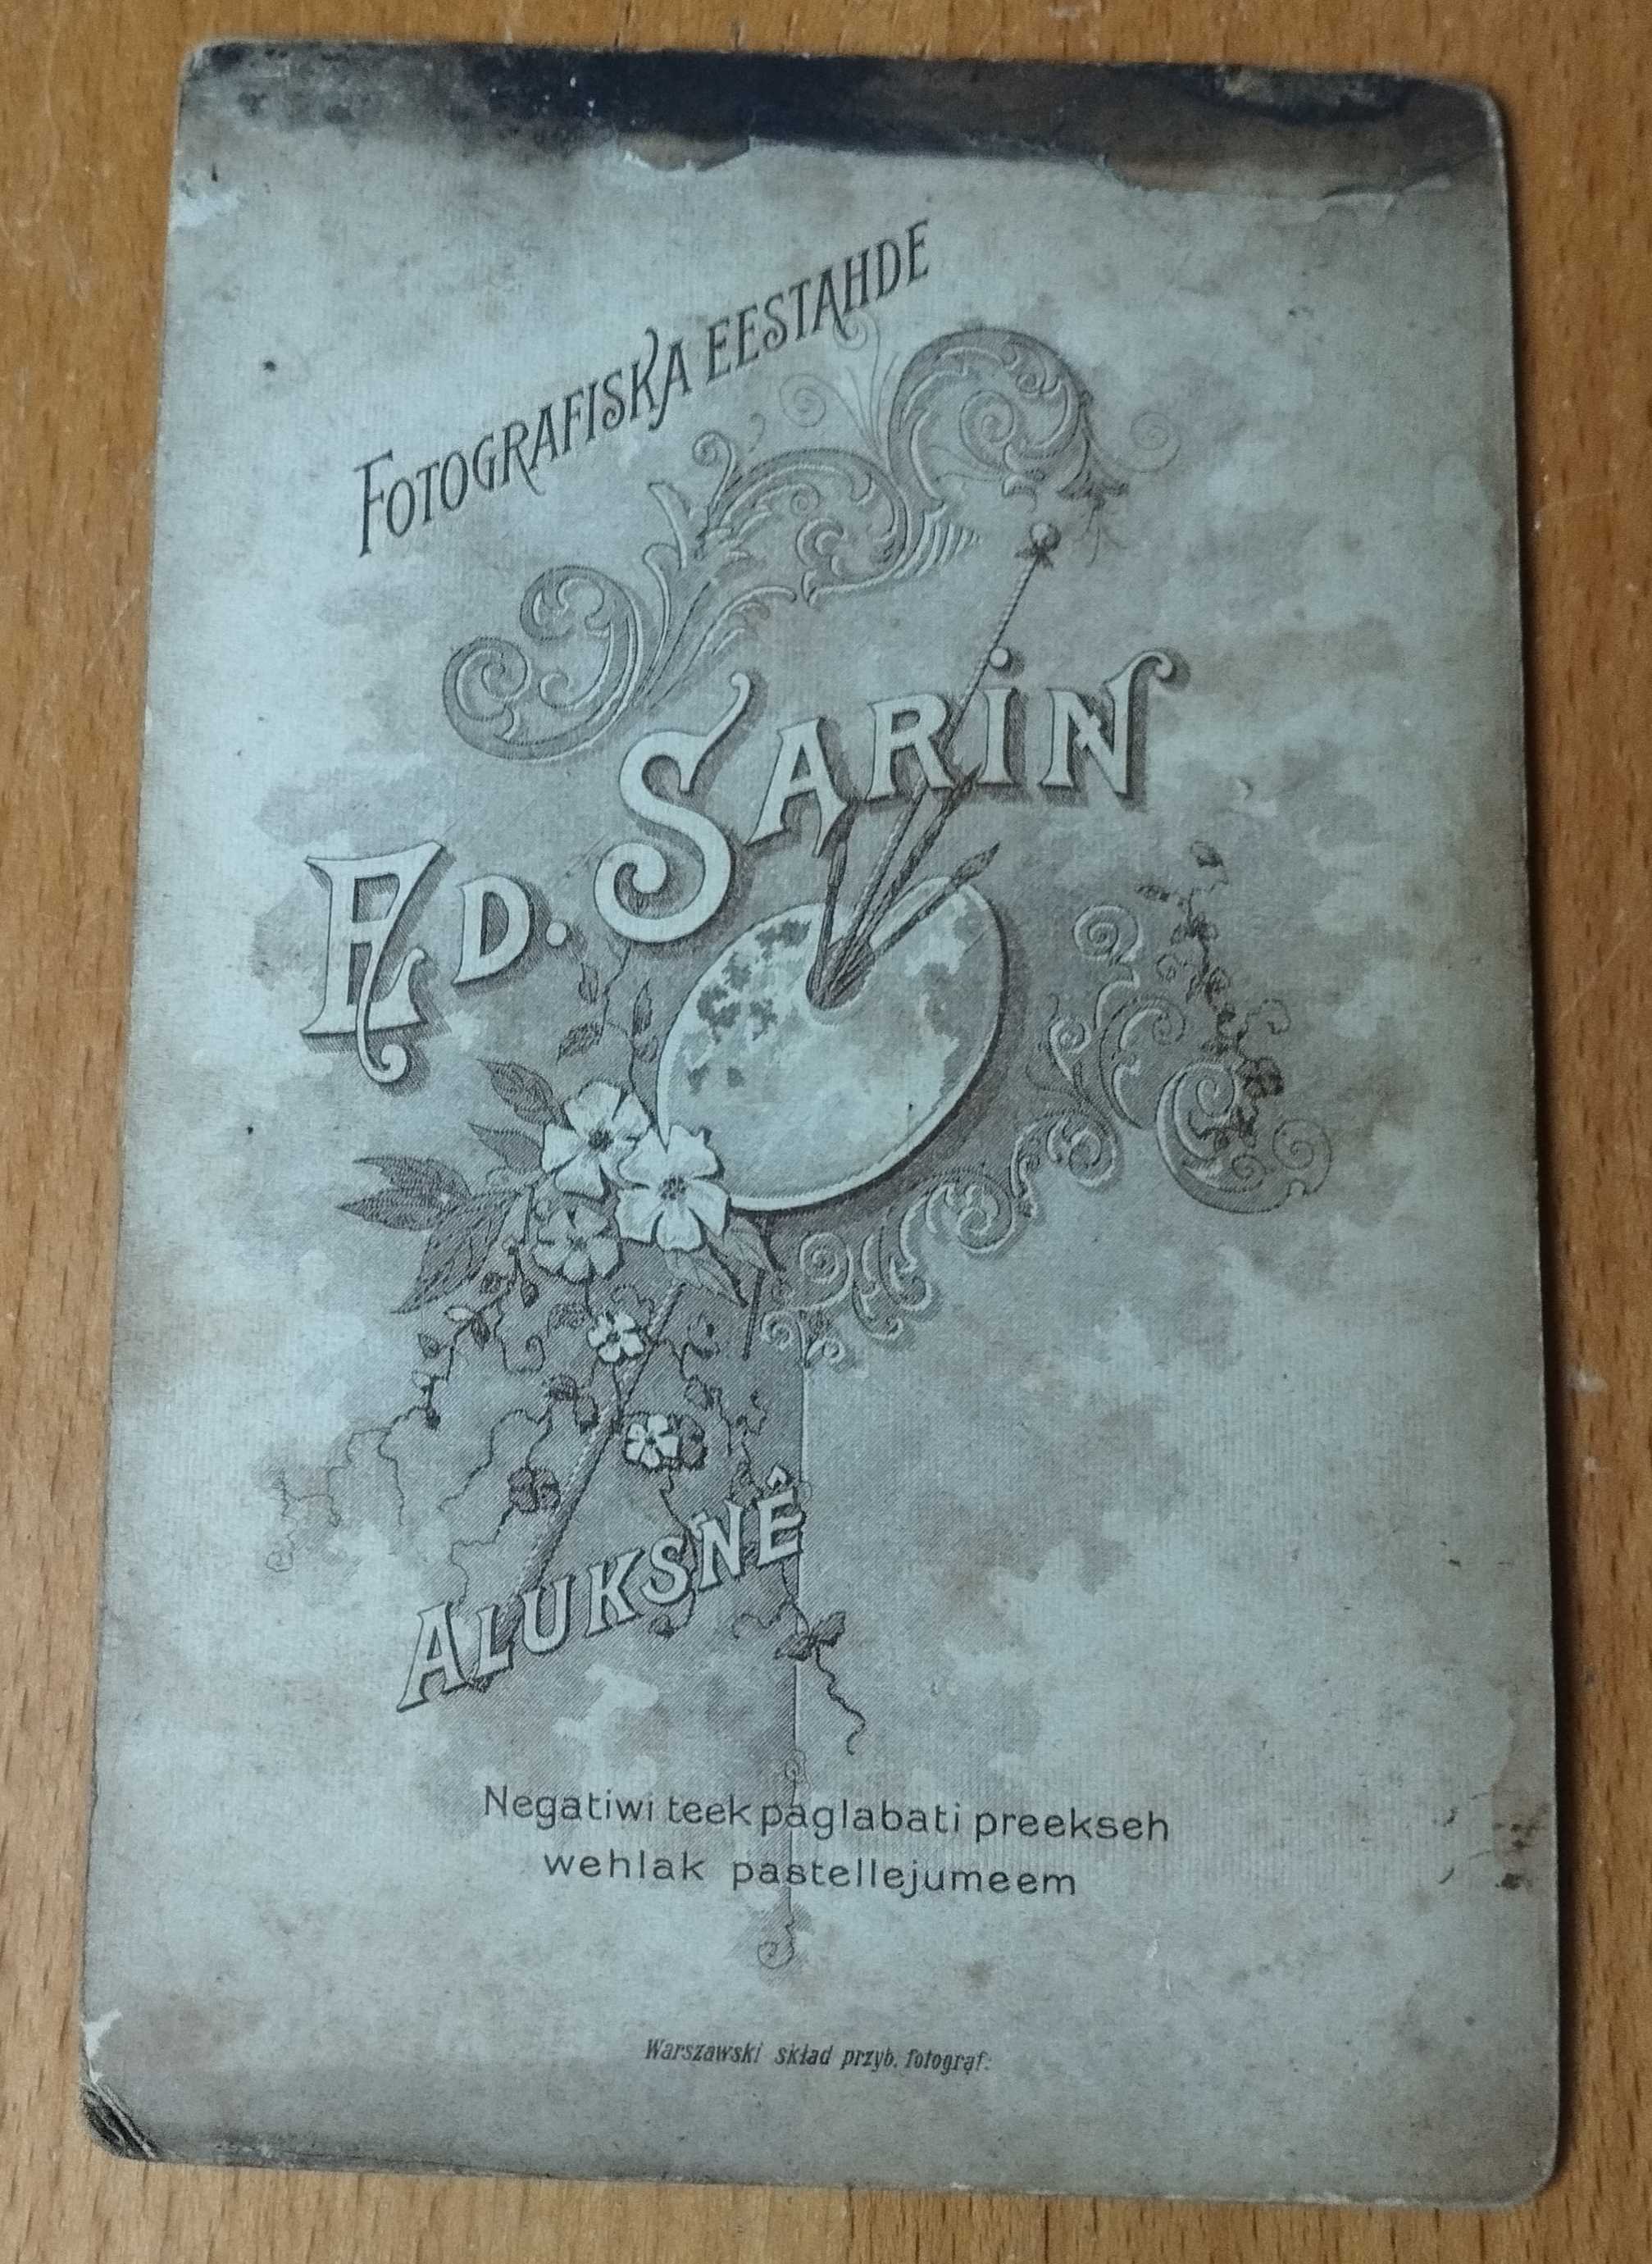 FOTOGRAFISKA EESTAHDE
ED. SARIN
ALUKSNÊ
Negatiwi teek paglabati preekseh
wehlak pastellejumeem
Warszawski skład przyb. fotograf: